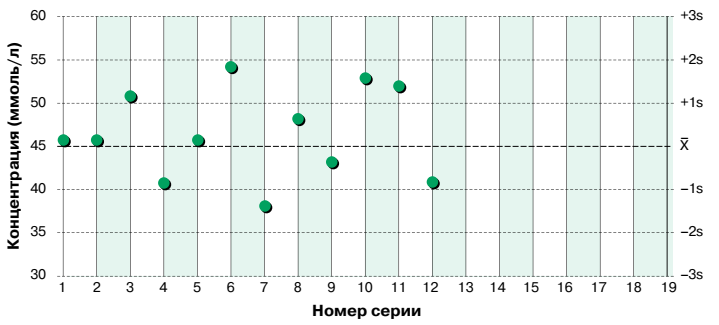 60 +3s
55 +2s
50 +1s
45 X̄
40 −1s
35 −2s
30 −3s
Концентрация (ммоль/л)
1 2 3 4 5 6 7 8 9 10 11 12 13 14 15 16 17 18 19
Номер серии